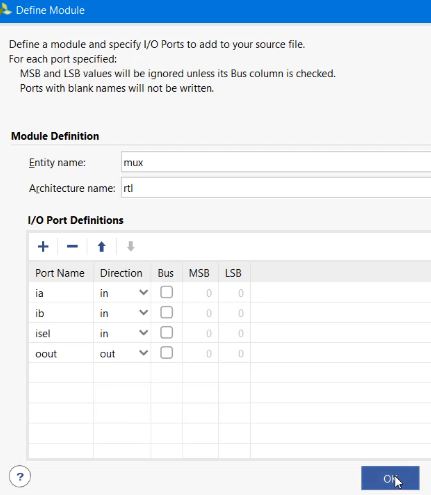 Define Module
Define a module and specify I/O Ports to add to your source file.
For each port specified:
MSB and LSB values will be ignored unless its Bus column is checked.
Ports with blank names will not be written.
Module Definition
Entity name: mux
Architecture name: rtl
I/O Port Definitions
Port Name Direction Bus MSB LSB
ia in 0 0
ib in 0 0
isel in 0 0
oout out 0 0
? OK